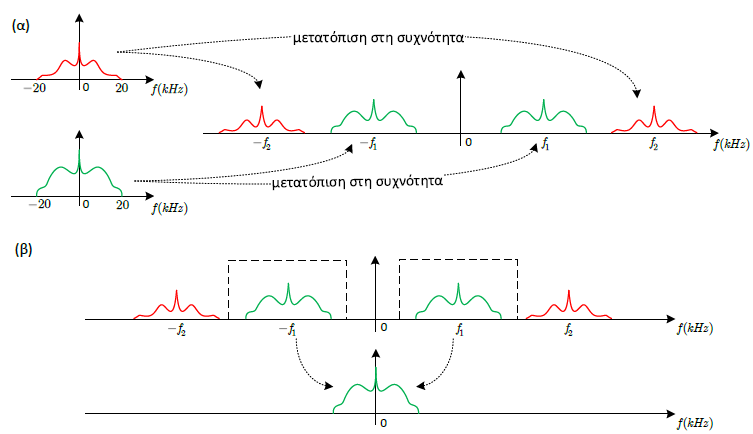 (α)
μετατόπιση στη συχνότητα
−20 0 20 f(kHz)
−f₂ −f₁ 0 f₁ f₂ f(kHz)
μετατόπιση στη συχνότητα
−20 0 20 f(kHz)
(β)
−f₂ −f₁ 0 f₁ f₂ f(kHz)
0 f(kHz)